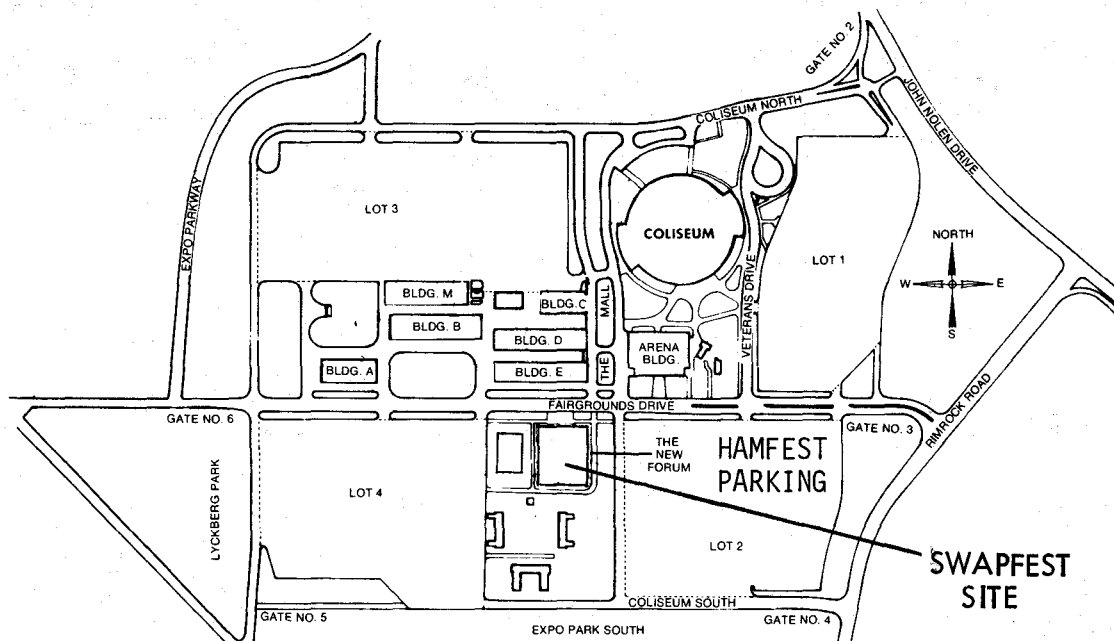 GATE NO. 2
COLISEUM NORTH
JOHN NOLEN DRIVE
EXPO PARKWAY
LOT 3
COLISEUM
VETERANS DRIVE
LOT 1
NORTH
W
E
S
BLDG. M
BLDG. C
THE MALL
BLDG. B
BLDG. D
ARENA
BLDG.
BLDG. A
BLDG. E
FAIRGROUNDS DRIVE
GATE NO. 6
GATE NO. 3
RIMROCK ROAD
THE
NEW
FORUM
HAMFEST
PARKING
LOT 4
LYCKBERG PARK
LOT 2
SWAPFEST
SITE
COLISEUM SOUTH
GATE NO. 5
GATE NO. 4
EXPO PARK SOUTH